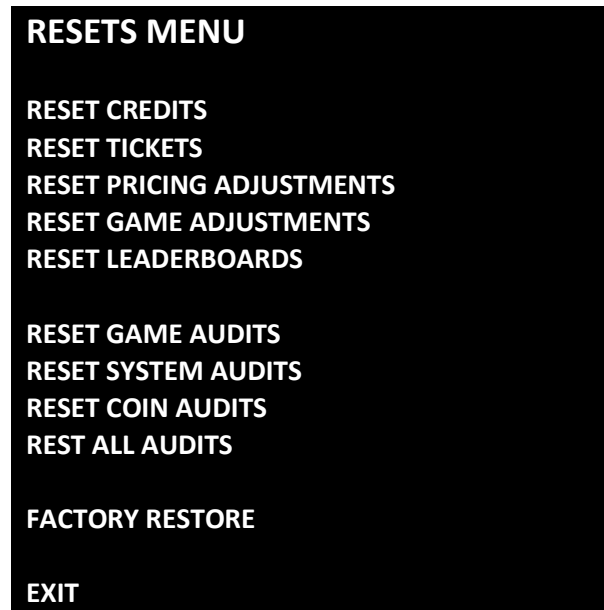 RESETS MENU
RESET CREDITS
RESET TICKETS
RESET PRICING ADJUSTMENTS
RESET GAME ADJUSTMENTS
RESET LEADERBOARDS
RESET GAME AUDITS
RESET SYSTEM AUDITS
RESET COIN AUDITS
REST ALL AUDITS
FACTORY RESTORE
EXIT